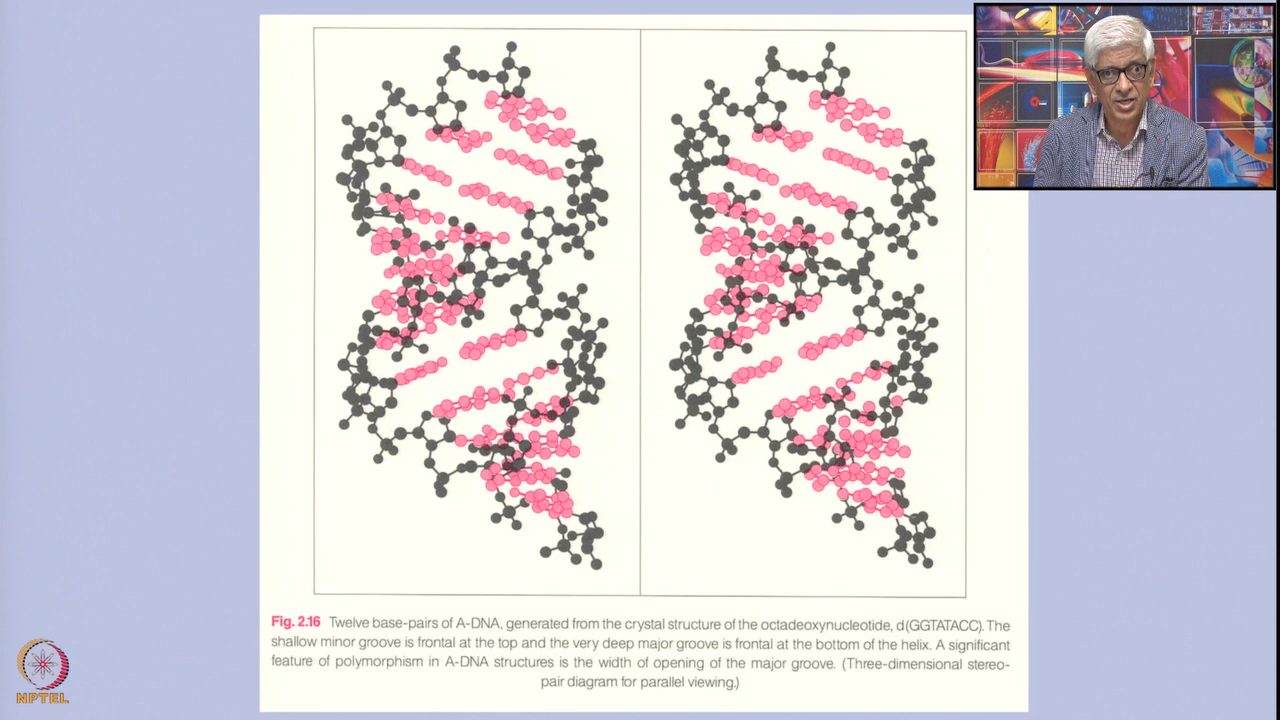 Fig. 2.16 Twelve base-pairs of A-DNA, generated from the crystal structure of the octadeoxynucleotide, d(GGTATACC). The
shallow minor groove is frontal at the top and the very deep major groove is frontal at the bottom of the helix. A significant
feature of polymorphism in A-DNA structures is the width of opening of the major groove. (Three-dimensional stereo-
pair diagram for parallel viewing.)
NPTEL